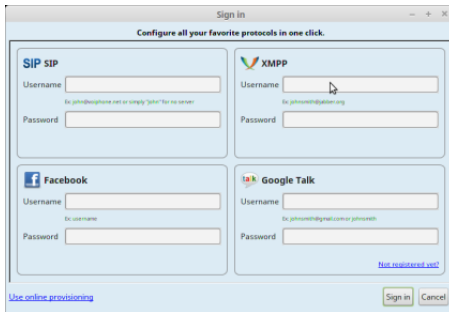 Sign in
Configure all your favorite protocols in one click.
SIP SIP
XMPP
Username
Username
Ex: john@ekiphone.net or simply "john" for no server
Ex: johnsmith@jabber.org
Password
Password
Facebook
talk Google Talk
Username
Username
Ex: username
Ex: johnsmith@gmail.com or johnsmith
Password
Password
Not registered yet?
Use online provisioning
Sign in
Cancel